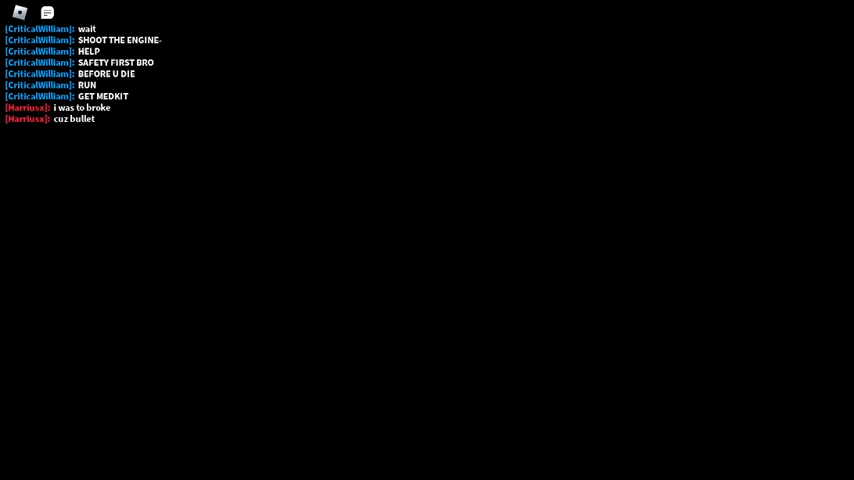 [CriticalWilliam]: wait
[CriticalWilliam]: SHOOT THE ENGINE-
[CriticalWilliam]: HELP
[CriticalWilliam]: SAFETY FIRST BRO
[CriticalWilliam]: BEFORE U DIE
[CriticalWilliam]: RUN
[CriticalWilliam]: GET MEDKIT
[Harriusx]: i was to broke
[Harriusx]: cuz bullet